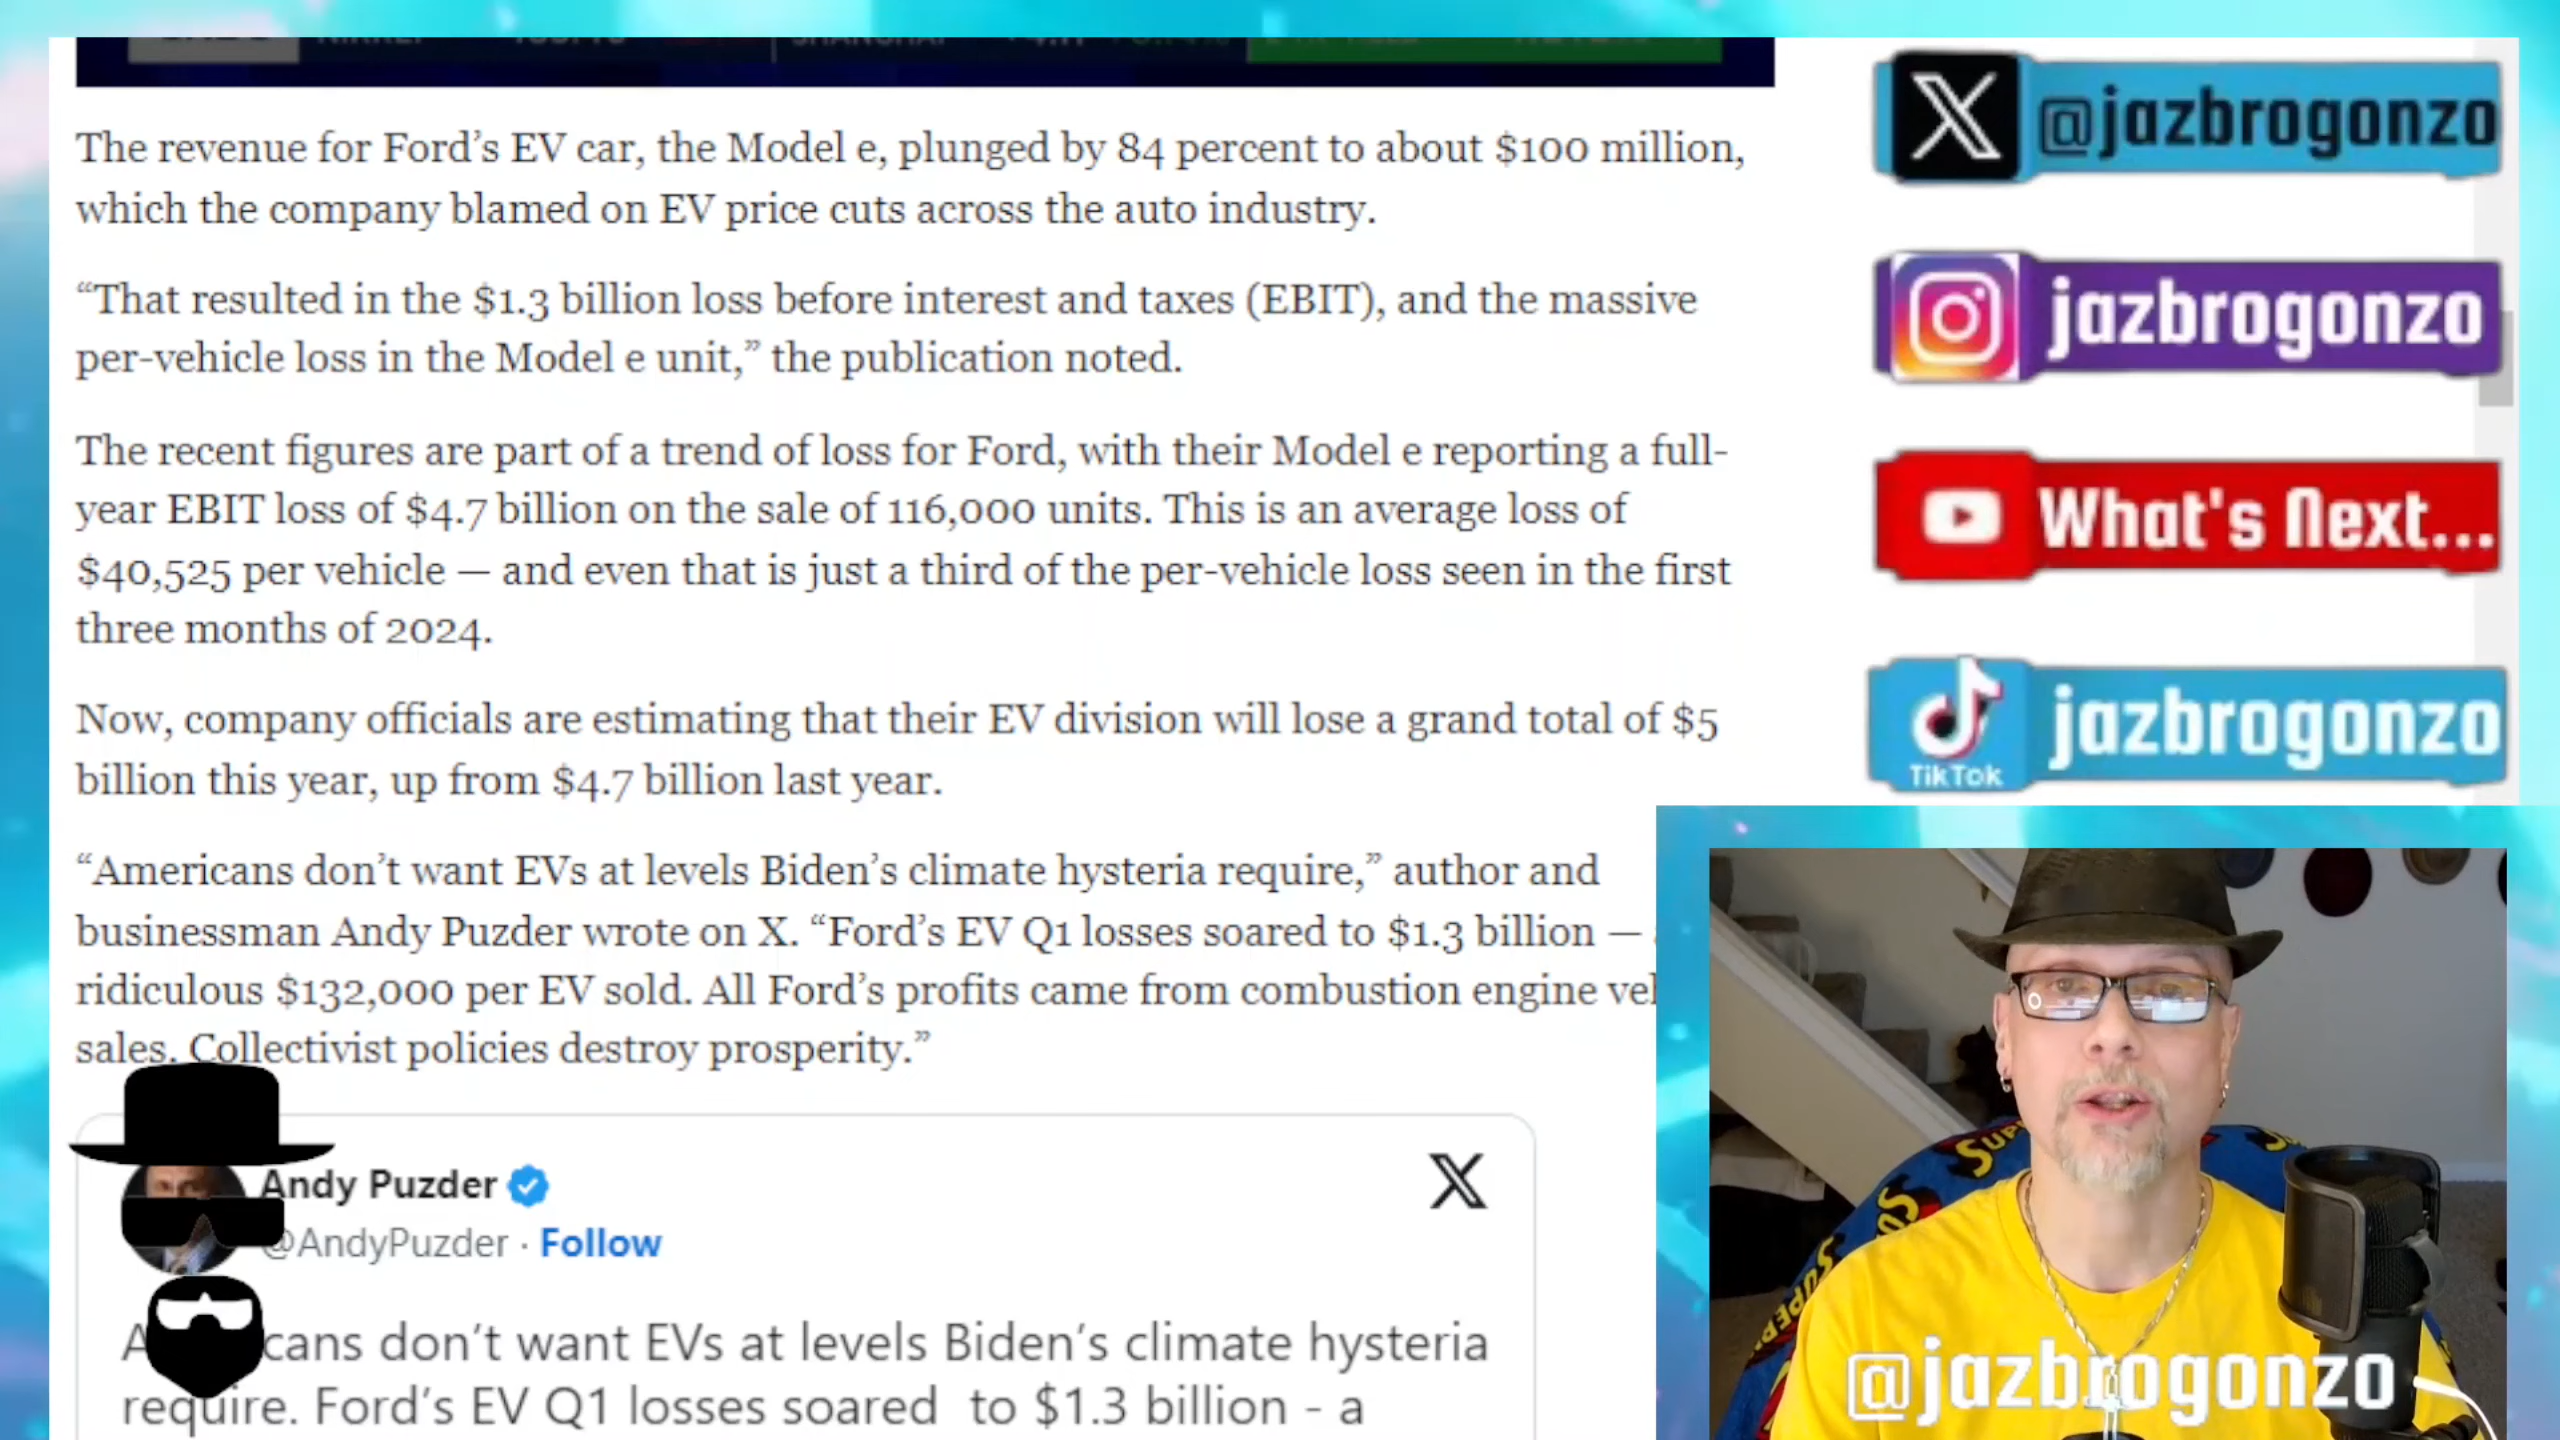 The revenue for Ford’s EV car, the Model e, plunged by 84 percent to about $100 million,
which the company blamed on EV price cuts across the auto industry.
“That resulted in the $1.3 billion loss before interest and taxes (EBIT), and the massive
per-vehicle loss in the Model e unit,” the publication noted.
The recent figures are part of a trend of loss for Ford, with their Model e reporting a full-
year EBIT loss of $4.7 billion on the sale of 116,000 units. This is an average loss of
$40,525 per vehicle — and even that is just a third of the per-vehicle loss seen in the first
three months of 2024.
Now, company officials are estimating that their EV division will lose a grand total of $5
billion this year, up from $4.7 billion last year.
“Americans don’t want EVs at levels Biden’s climate hysteria require,” author and
businessman Andy Puzder wrote on X. “Ford’s EV Q1 losses soared to $1.3 billion —
ridiculous $132,000 per EV sold. All Ford’s profits came from combustion engine
sales. Collectivist policies destroy prosperity.”
Andy Puzder
@AndyPuzder · Follow
don’t want EVs at levels Biden’s climate hysteria
require. Ford’s EV Q1 losses soared to $1.3 billion - a
@jazbrogonzo
jazbrogonzo
What's Next...
TikTok
jazbrogonzo
@jazbrogonzo